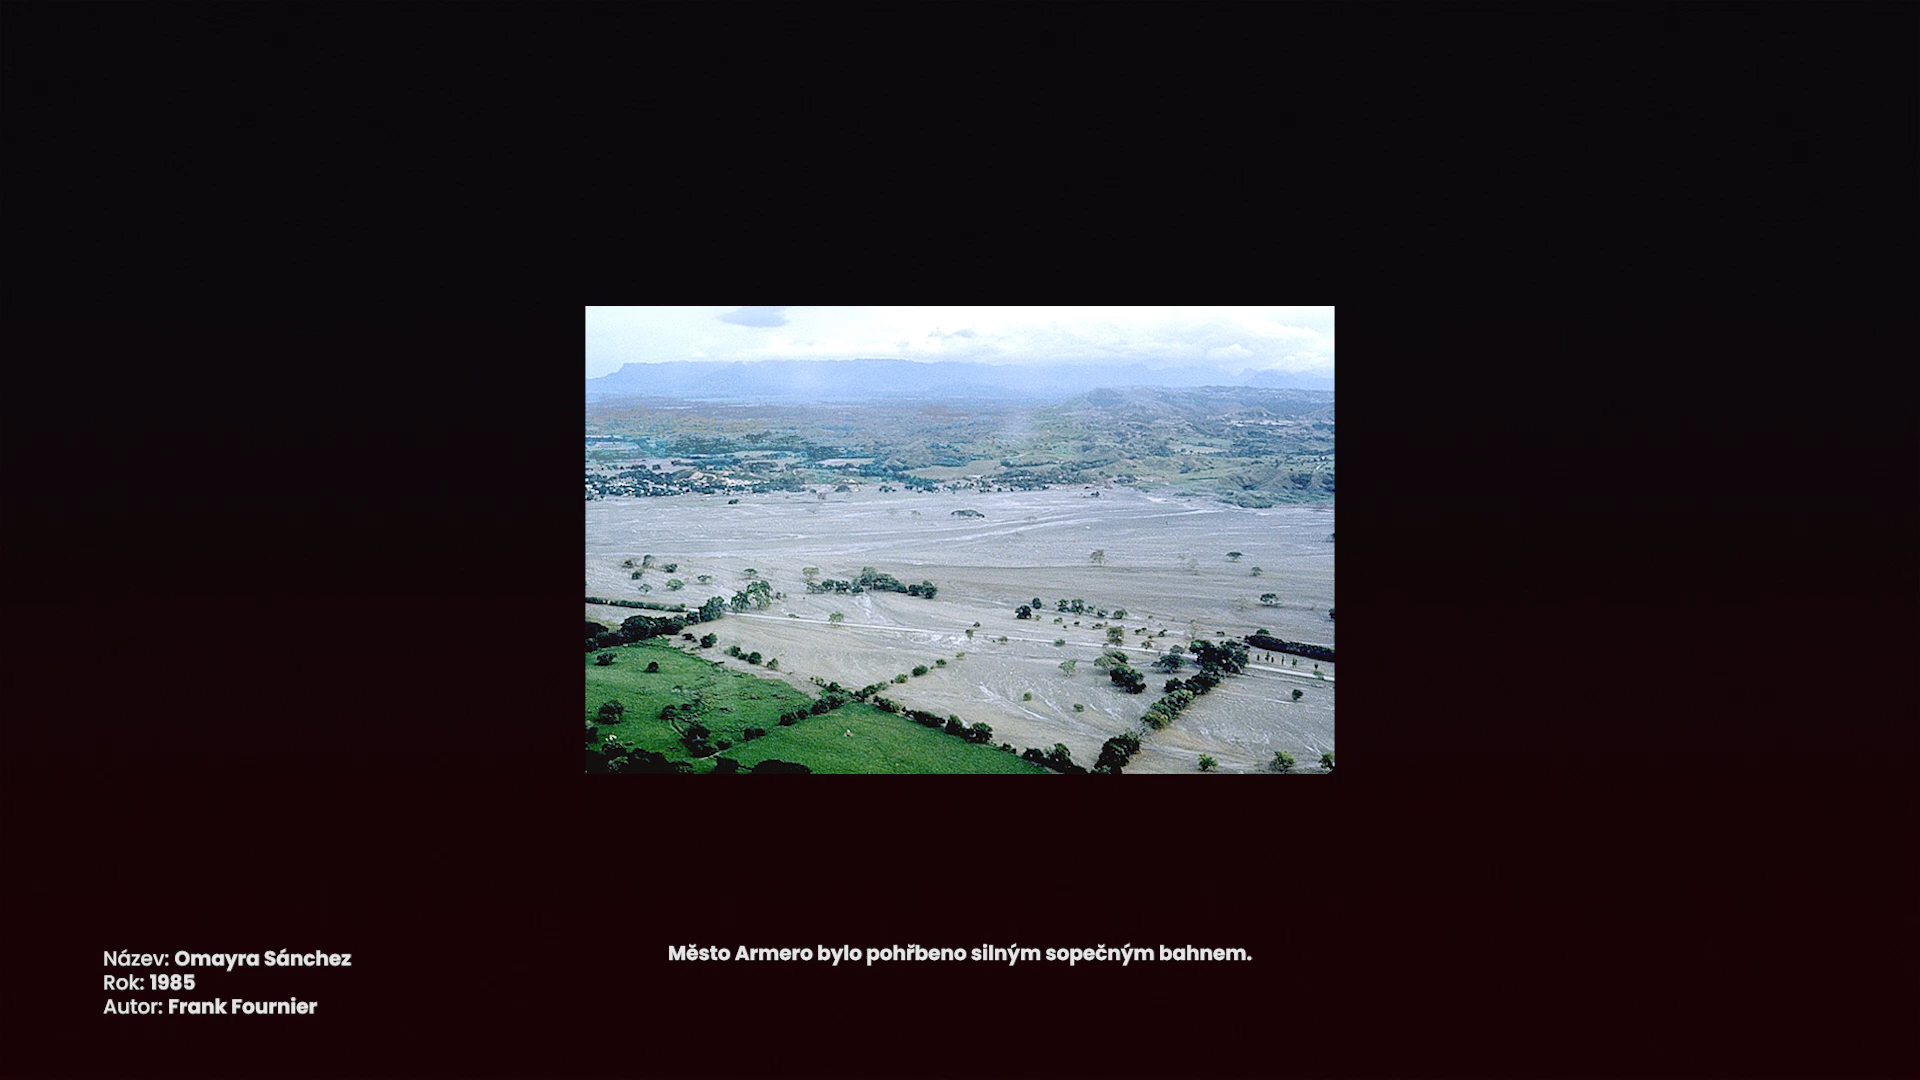 Město Armero bylo pohřbeno silným sopečným bahnem.
Název: Omayra Sánchez
Rok: 1985
Autor: Frank Fournier